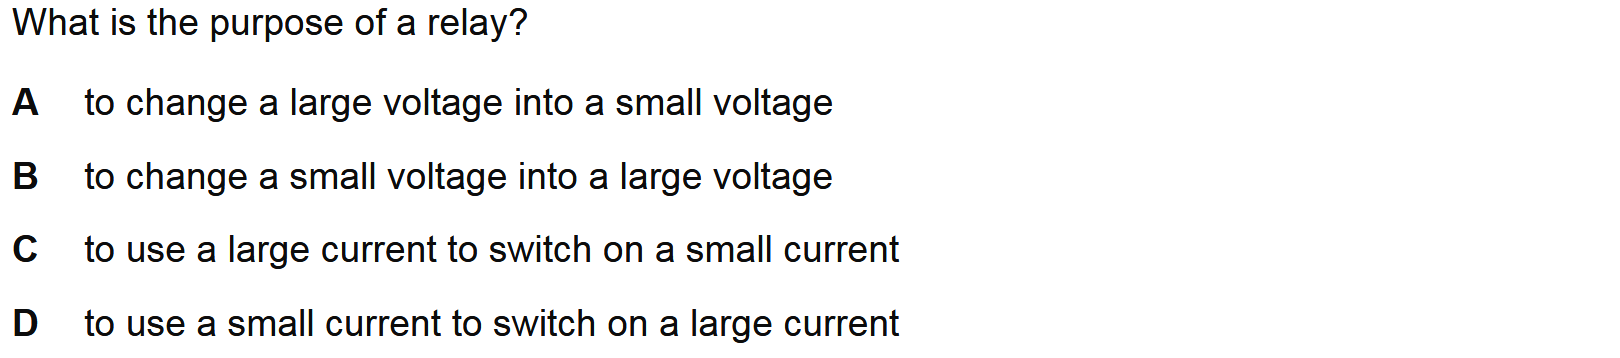 What is the purpose of a relay?
A to change a large voltage into a small voltage
B to change a small voltage into a large voltage
C to use a large current to switch on a small current
D to use a small current to switch on a large current